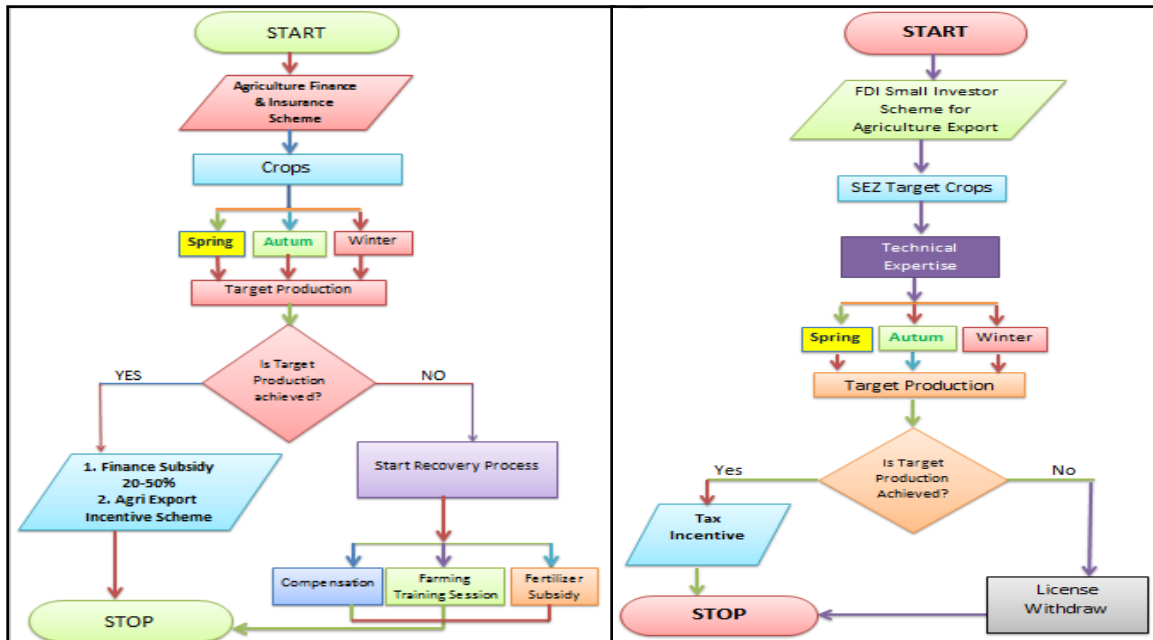 START
Agriculture Finance
& Insurance
Scheme
Crops
Spring
Autum
Winter
Target Production
Is Target
Production
achieved?
YES
NO
1. Finance Subsidy
20-50%
2. Agri Export
Incentive Scheme
Start Recovery Process
Compensation
Farming
Training Session
Fertilizer
Subsidy
STOP
START
FDI Small Investor
Scheme for
Agriculture Export
SEZ Target Crops
Technical
Expertise
Spring
Autum
Winter
Target Production
Is Target
Production
Achieved?
Yes
No
Tax
Incentive
License
Withdraw
STOP